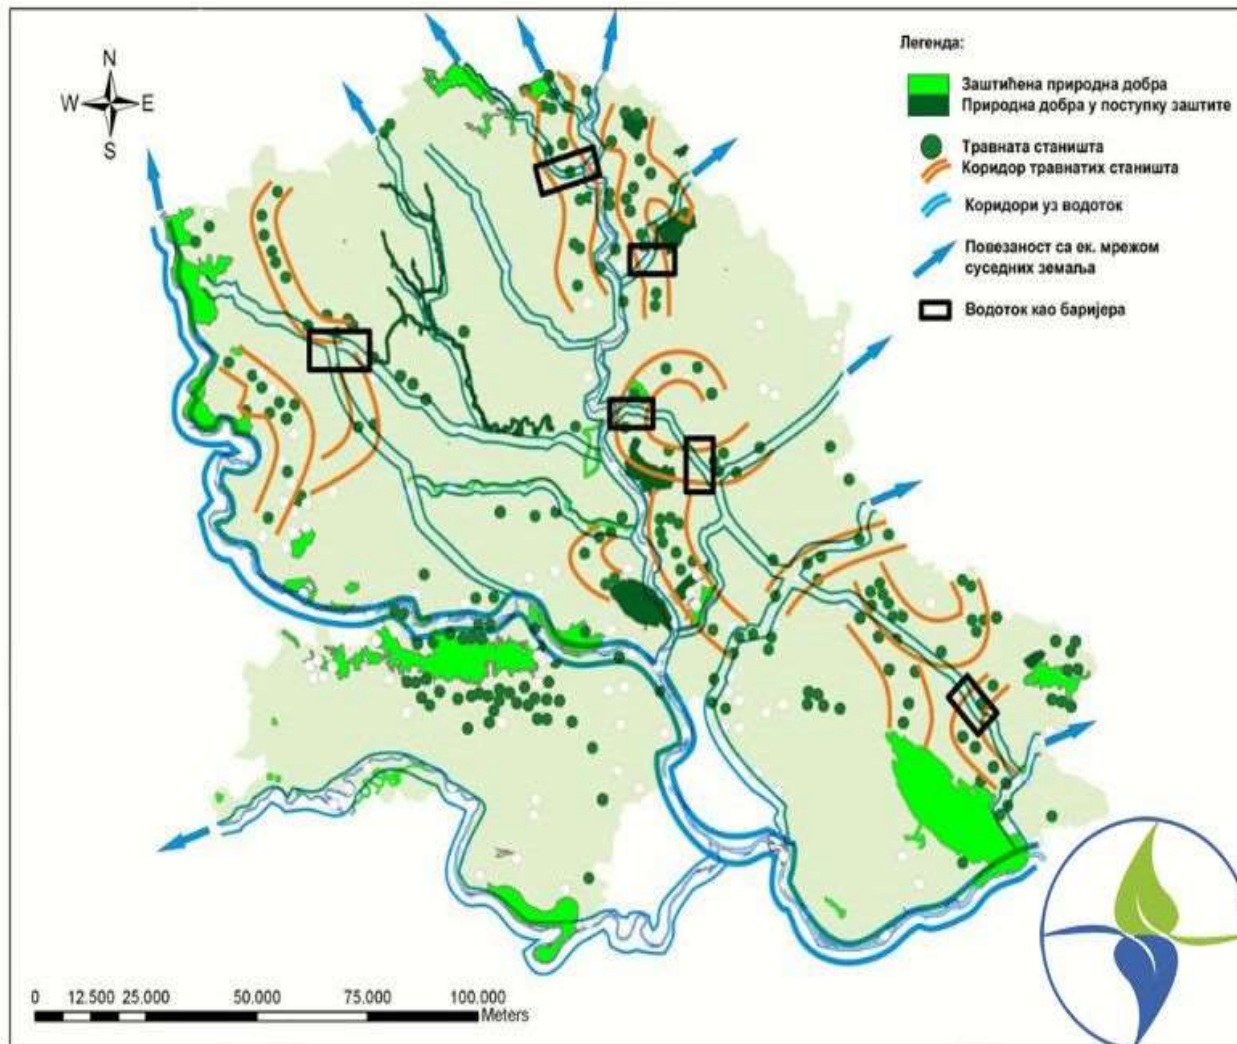 Легенда:
N
W E
S
Заштићена природна добра
Природна добра у поступку заштите
Травната станишта
Коридор травнатих станишта
Коридори уз водоток
Повезаност са ек. мрежом
суседних земаља
Водоток као баријера
0 12.500 25.000 50.000 75.000 100.000
Meters